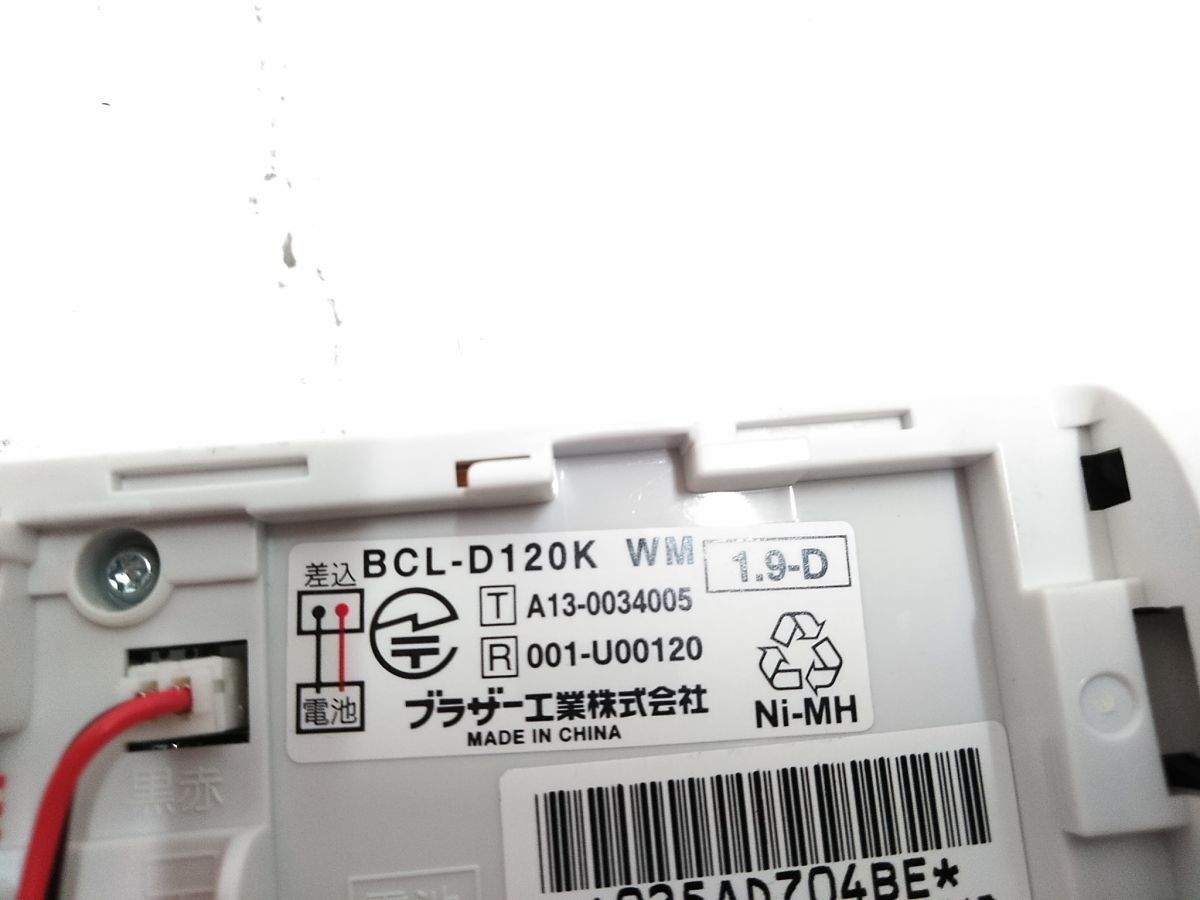 差込 BCL-D120K WM 1.9-D
T A13-0034005
R 001-U00120
電池 ブラザー工業株式会社 Ni-MH
MADE IN CHINA
黒赤
035AD704BE*